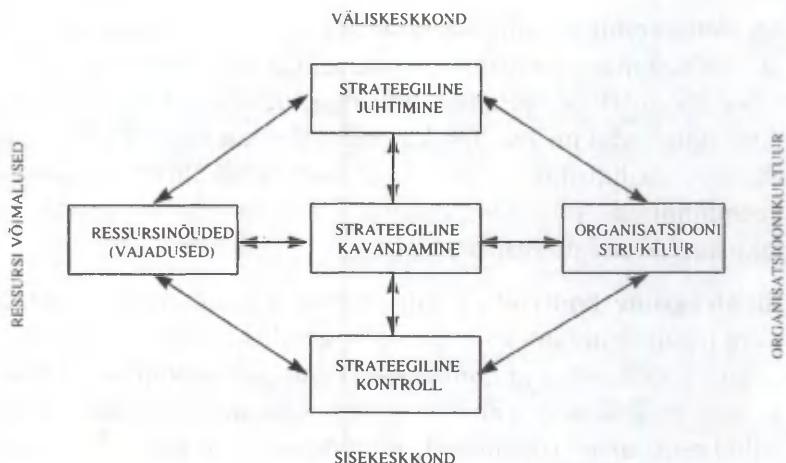 VÄLISKESKKOND
STRATEEGILINE
JUHTIMINE
RESSURSI VÕIMALUSED
RESSURSINÕUDED
(VAJADUSED)
STRATEEGILINE
KAVANDAMINE
ORGANISATSIOONI
STRUKTUUR
ORGANISATSIOONIKULTUUR
STRATEEGILINE
KONTROLL
SISEKESKKOND